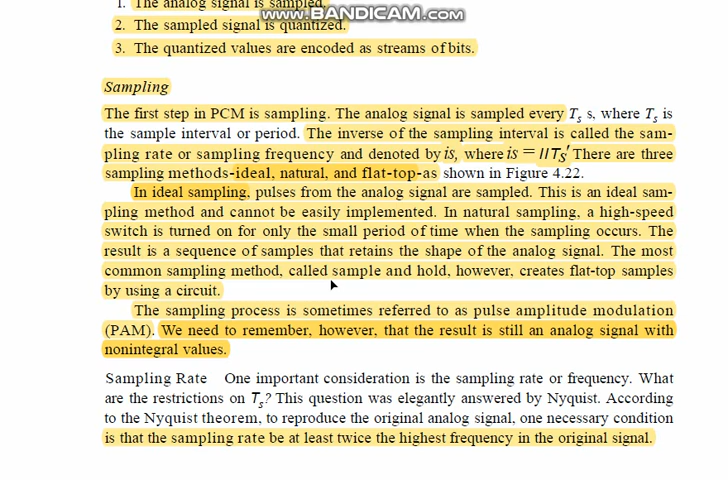 1. The analog signal is sampled.
www.BANDICAM.com
2. The sampled signal is quantized.
3. The quantized values are encoded as streams of bits.
Sampling
The first step in PCM is sampling. The analog signal is sampled every Ts s, where Ts is
the sample interval or period. The inverse of the sampling interval is called the sam-
pling rate or sampling frequency and denoted by is, where is = 1/Ts' There are three
sampling methods-ideal, natural, and flat-top-as shown in Figure 4.22.
In ideal sampling, pulses from the analog signal are sampled. This is an ideal sam-
pling method and cannot be easily implemented. In natural sampling, a high-speed
switch is turned on for only the small period of time when the sampling occurs. The
result is a sequence of samples that retains the shape of the analog signal. The most
common sampling method, called sample and hold, however, creates flat-top samples
by using a circuit.
The sampling process is sometimes referred to as pulse amplitude modulation
(PAM). We need to remember, however, that the result is still an analog signal with
nonintegral values.
Sampling Rate One important consideration is the sampling rate or frequency. What
are the restrictions on Ts? This question was elegantly answered by Nyquist. According
to the Nyquist theorem, to reproduce the original analog signal, one necessary condition
is that the sampling rate be at least twice the highest frequency in the original signal.